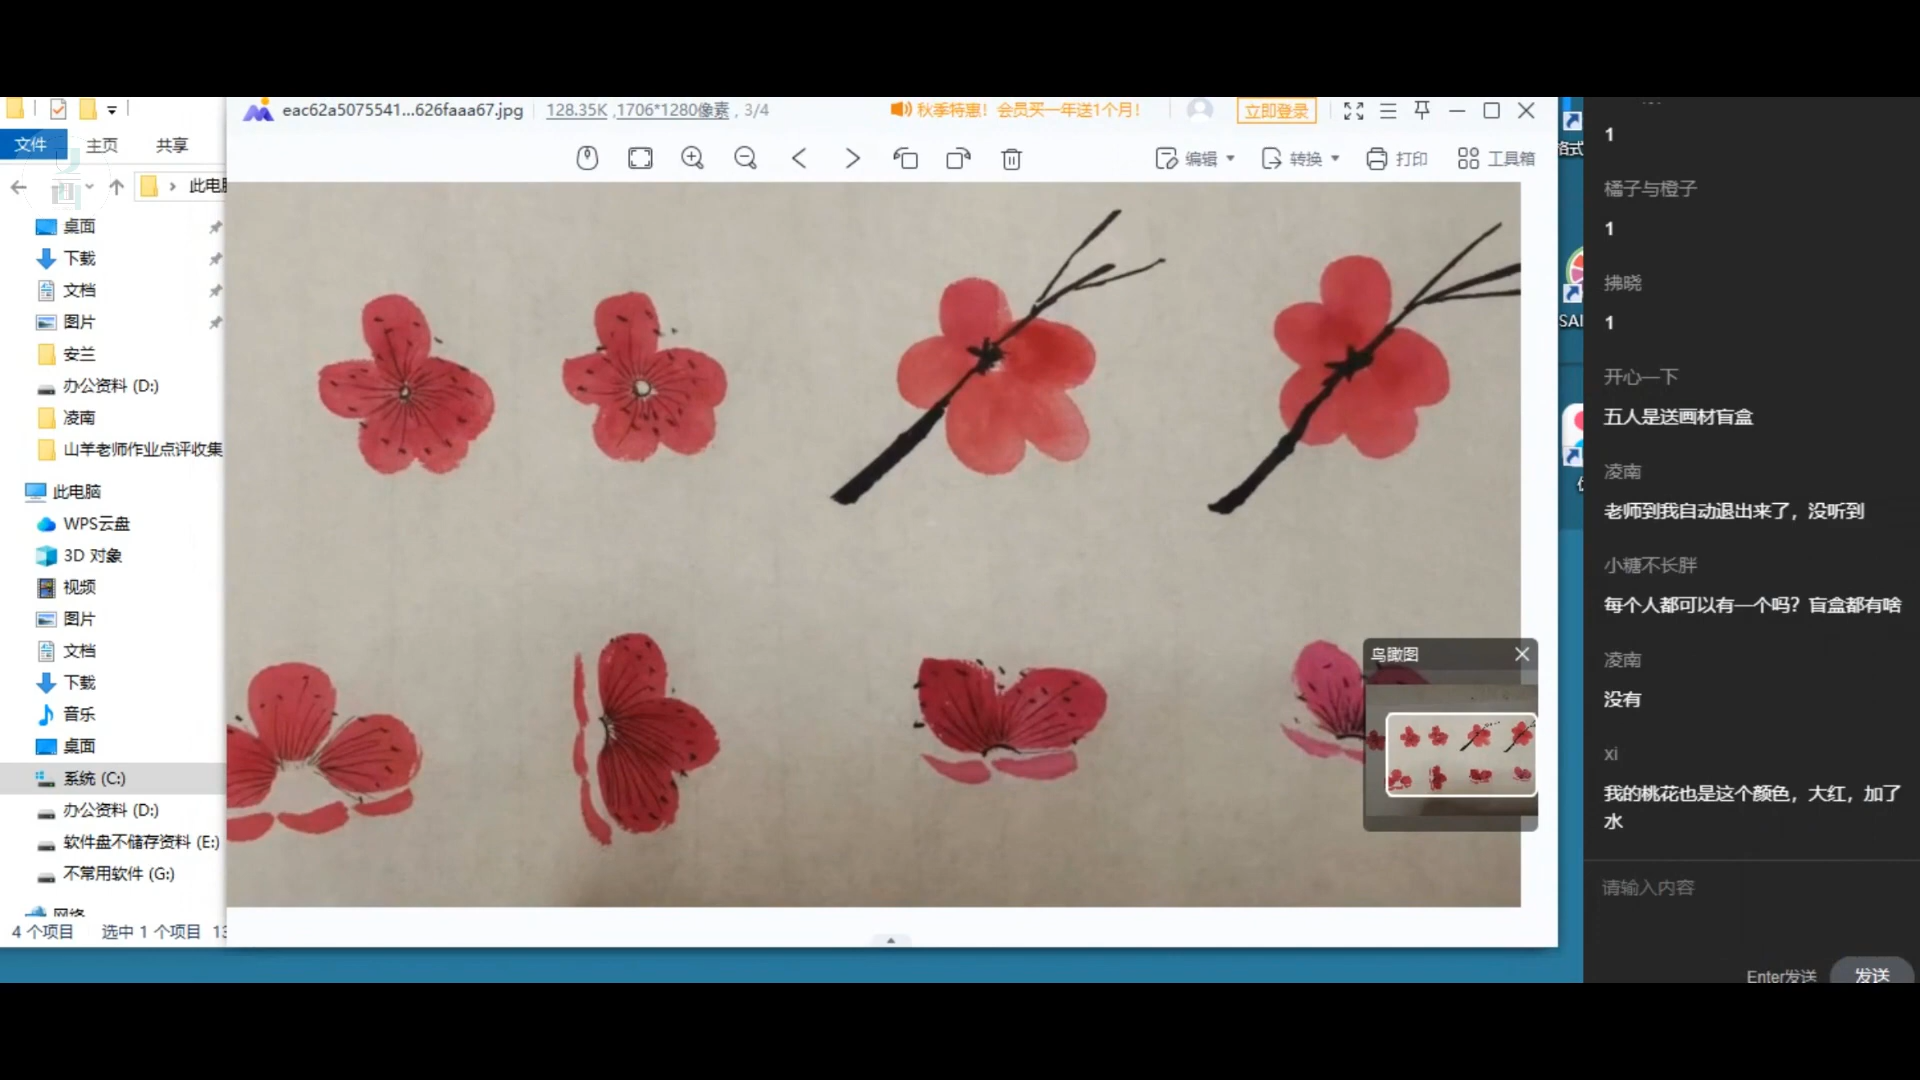 eac62a5075541...626faaa67.jpg
128.35K ,1706*1280像素 , 3/4
秋季特惠！会员买一年送1个月！
立即登录
文件
主页
共享
编辑
转换
打印
工具箱
此电脑
桌面
下载
文档
图片
安兰
办公资料 (D:)
凌南
山羊老师作业点评收集
此电脑
WPS云盘
3D 对象
视频
图片
文档
下载
音乐
桌面
系统 (C:)
办公资料 (D:)
软件盘不储存资料 (E:)
不常用软件 (G:)
网络
4 个项目
选中 1 个项目
鸟瞰图
格式
SAI
1
橘子与橙子
1
拂晓
1
开心一下
五人是送画材盲盒
凌南
老师到我自动退出来了，没听到
小糖不长胖
每个人都可以有一个吗？盲盒都有啥
凌南
没有
xi
我的桃花也是这个颜色，大红，加了
水
请输入内容
Enter发送
发送